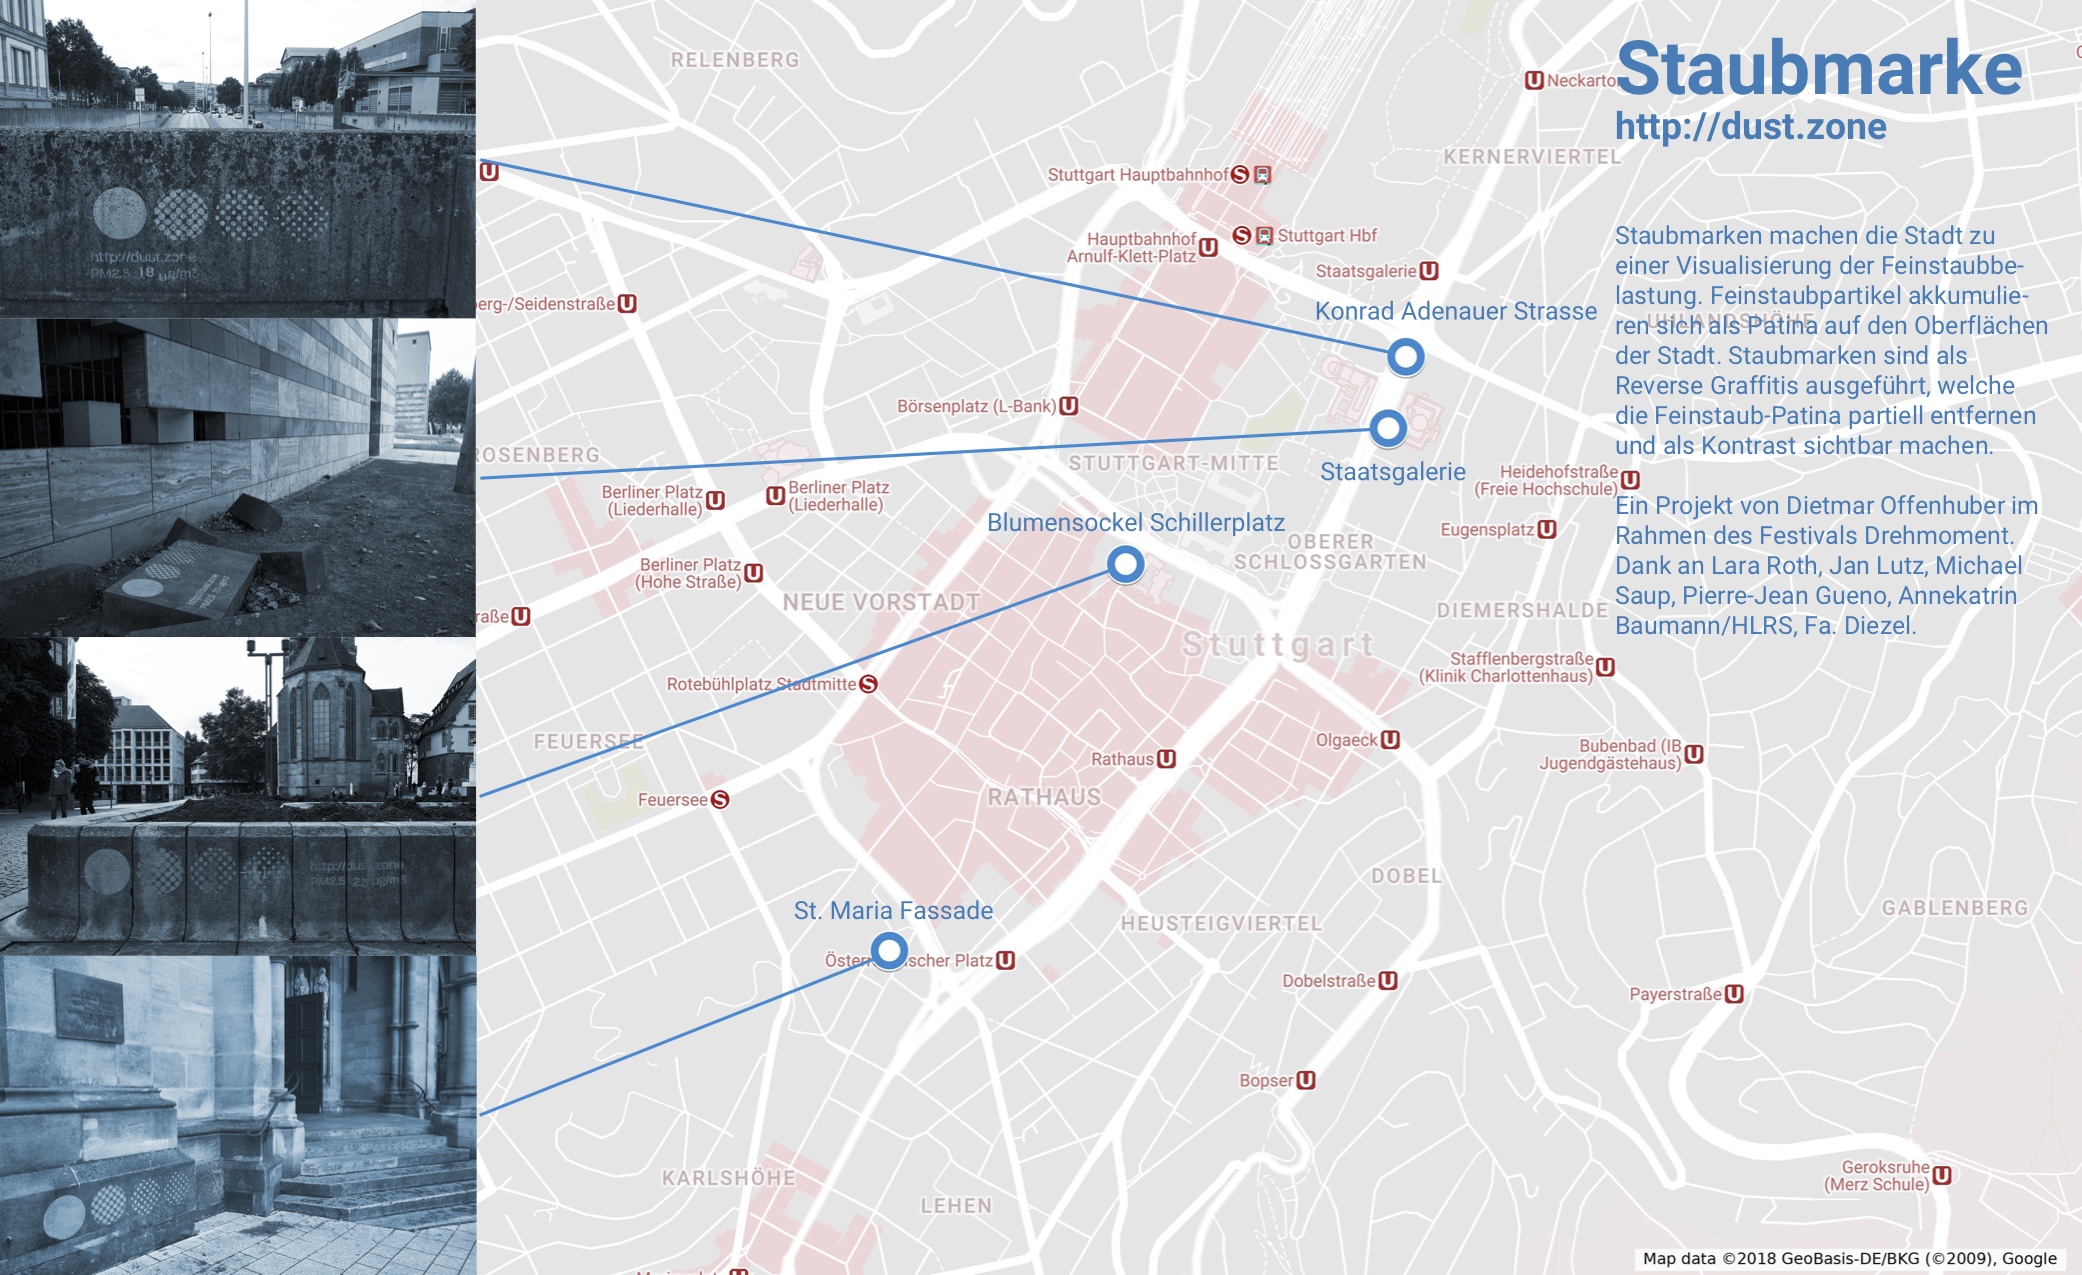 Staubmarke
http://dust.zone
Staubmarken machen die Stadt zu
einer Visualisierung der Feinstaubbe-
lastung. Feinstaubpartikel akkumulie-
ren sich als Patina auf den Oberflächen
der Stadt. Staubmarken sind als
Reverse Graffitis ausgeführt, welche
die Feinstaub-Patina partiell entfernen
und als Kontrast sichtbar machen.
Ein Projekt von Dietmar Offenhuber im
Rahmen des Festivals Drehmoment.
Dank an Lara Roth, Jan Lutz, Michael
Saup, Pierre-Jean Gueno, Annekatrin
Baumann/HLRS, Fa. Diezel.
http://dust.zone
PM2.5 18 µg/m3
http://dust.zone
PM2.5 23 µg/m3
RELENBERG
U Neckartor
KERNERVIERTEL
Stuttgart Hauptbahnhof S
U
Hauptbahnhof
Arnulf-Klett-Platz U
S Stuttgart Hbf
Staatsgalerie U
berg-/Seidenstraße U
Konrad Adenauer Strasse
UHLANDSHÖHE
Börsenplatz (L-Bank) U
ROSENBERG
STUTTGART-MITTE
Staatsgalerie
Heidehofstraße
(Freie Hochschule) U
Berliner Platz
(Liederhalle) U
U Berliner Platz
(Liederhalle)
Blumensockel Schillerplatz
Eugensplatz U
OBERER
SCHLOSSGARTEN
Berliner Platz
(Hohe Straße) U
NEUE VORSTADT
DIEMERSHALDE
raße U
Stuttgart
Stafflenbergstraße
(Klinik Charlottenhaus) U
Rotebühlplatz Stadtmitte S
FEUERSEE
Olgaeck U
Rathaus U
Bubenbad (IB
Jugendgästehaus) U
Feuersee S
RATHAUS
DOBEL
St. Maria Fassade
GABLENBERG
HEUSTEIGVIERTEL
Öster scher Platz U
Dobelstraße U
Payerstraße U
Bopser U
KARLSHÖHE
Geroksruhe
(Merz Schule) U
LEHEN
Map data ©2018 GeoBasis-DE/BKG (©2009), Google